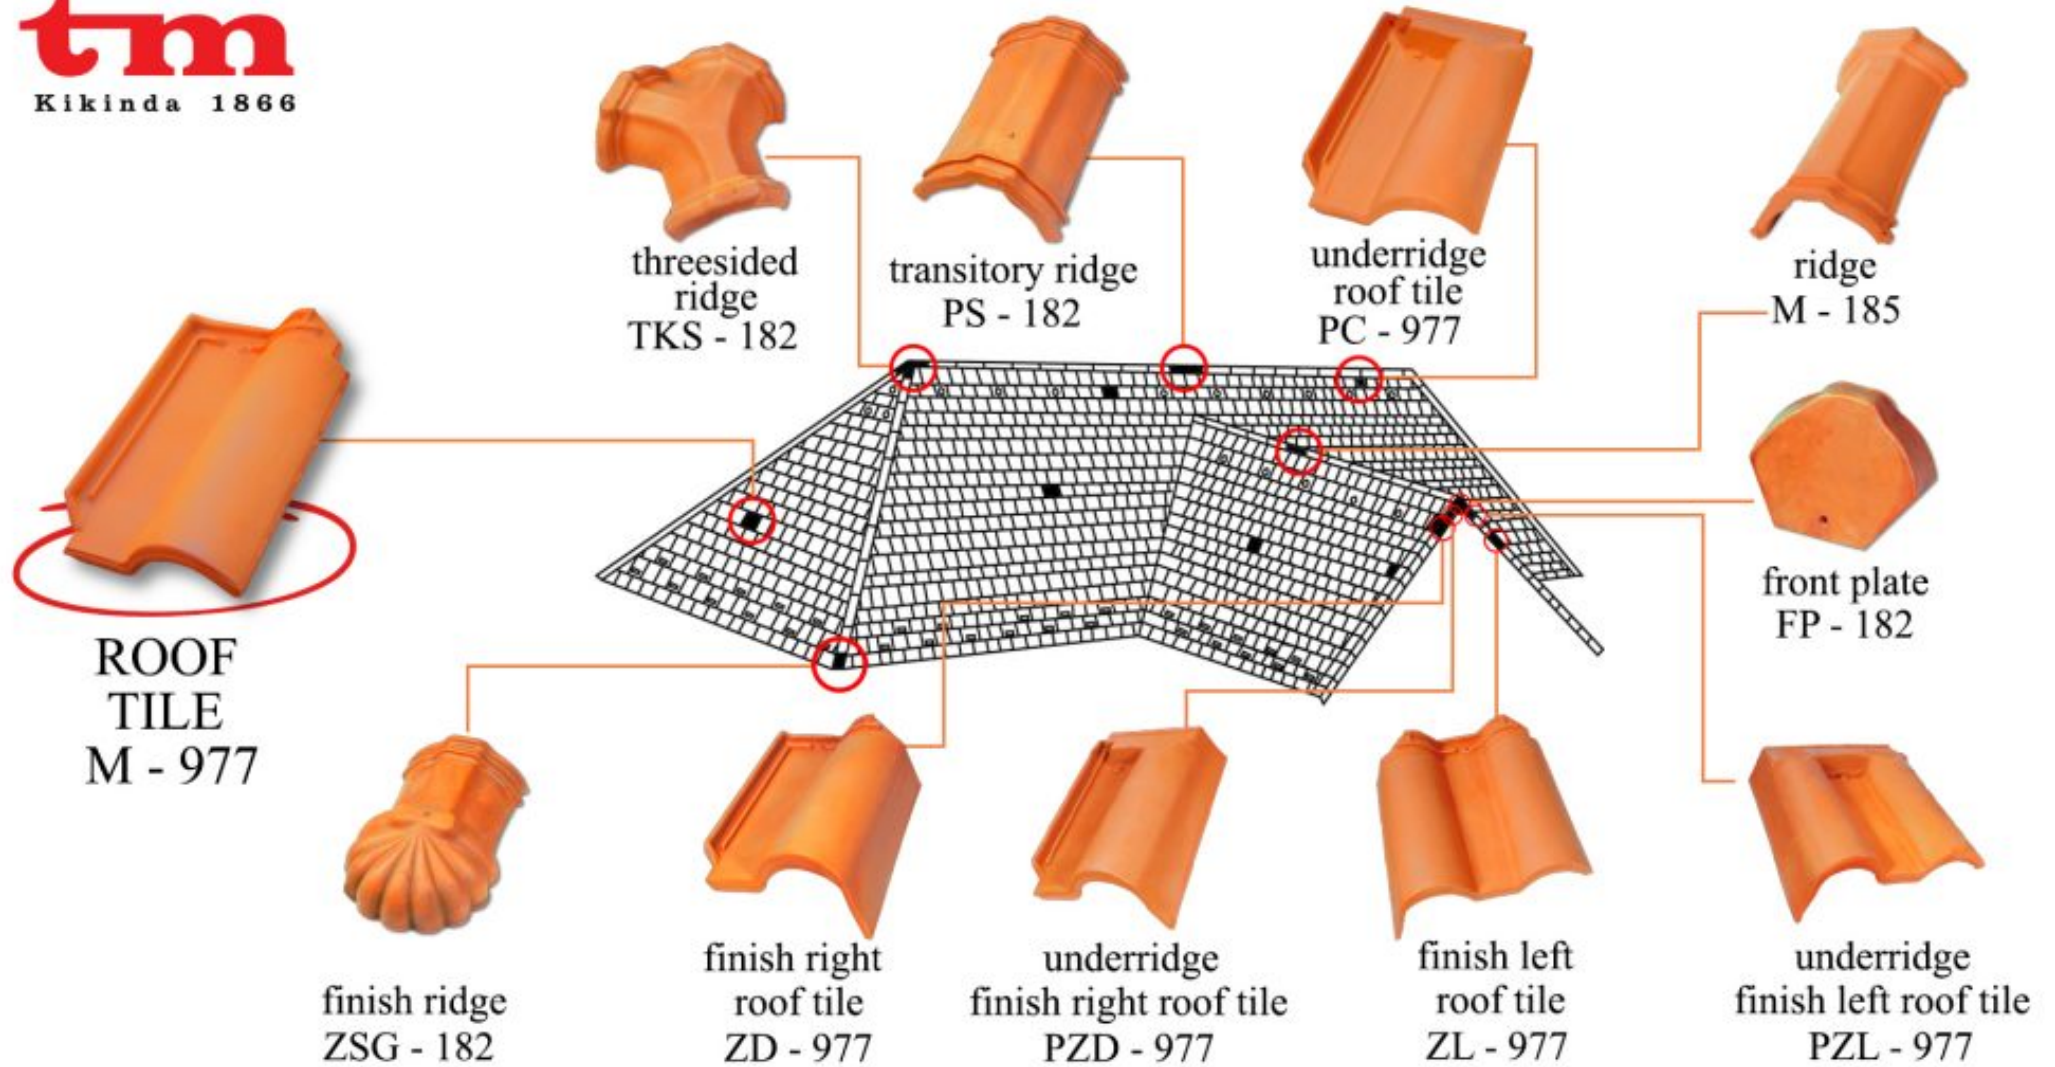 tm
Kikinda 1866
threesided
ridge
TKS - 182
transitory ridge
PS - 182
underridge
roof tile
PC - 977
ridge
M - 185
ROOF
TILE
M - 977
front plate
FP - 182
finish ridge
ZSG - 182
finish right
roof tile
ZD - 977
underridge
finish right roof tile
PZD - 977
finish left
roof tile
ZL - 977
underridge
finish left roof tile
PZL - 977